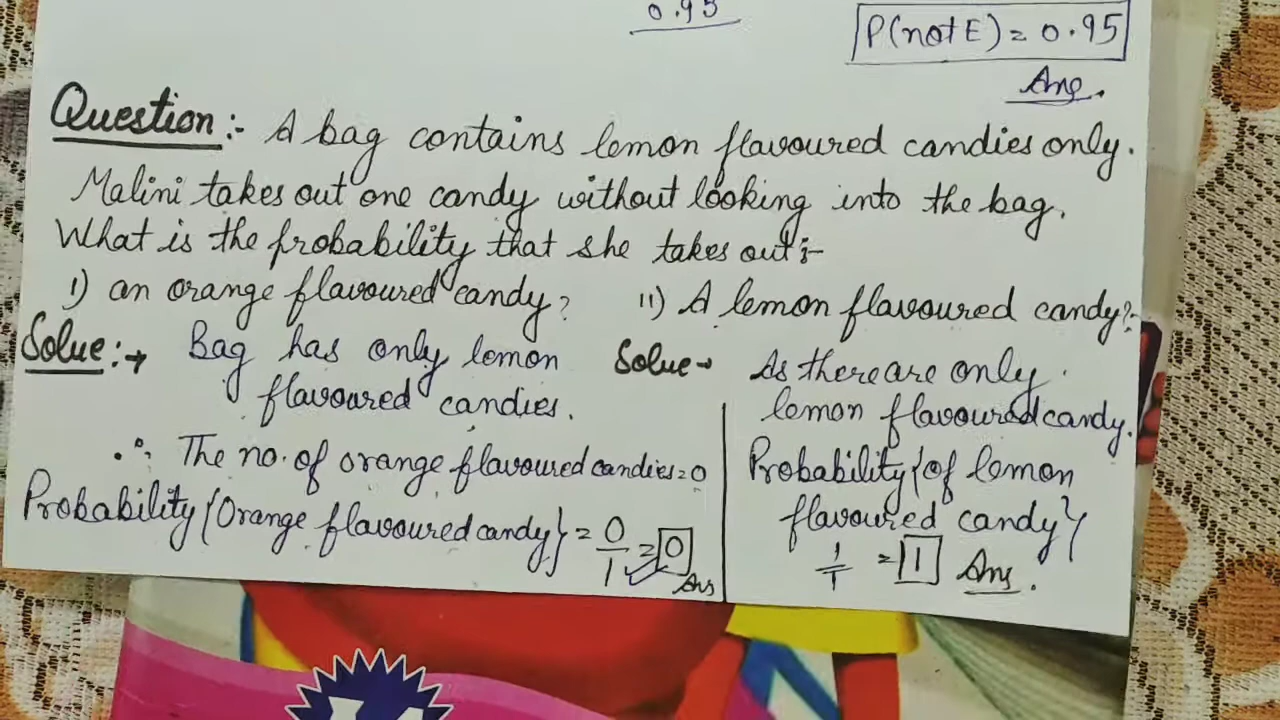 0.95
P(not E) = 0.95
Ans.
Question:- A bag contains lemon flavoured candies only.
Malini takes out one candy without looking into the bag.
What is the probability that she takes out:-
i) an orange flavoured candy?
ii) A lemon flavoured candy?
Solve:→ Bag has only lemon
flavoured candies.
∴ The no. of orange flavoured candies = 0
Probability {Orange flavoured candy} = 0/1 = 0
Ans
Solve→ As there are only
lemon flavoured candy.
Probability {of lemon
flavoured candy}
1/1 = 1 Ans.